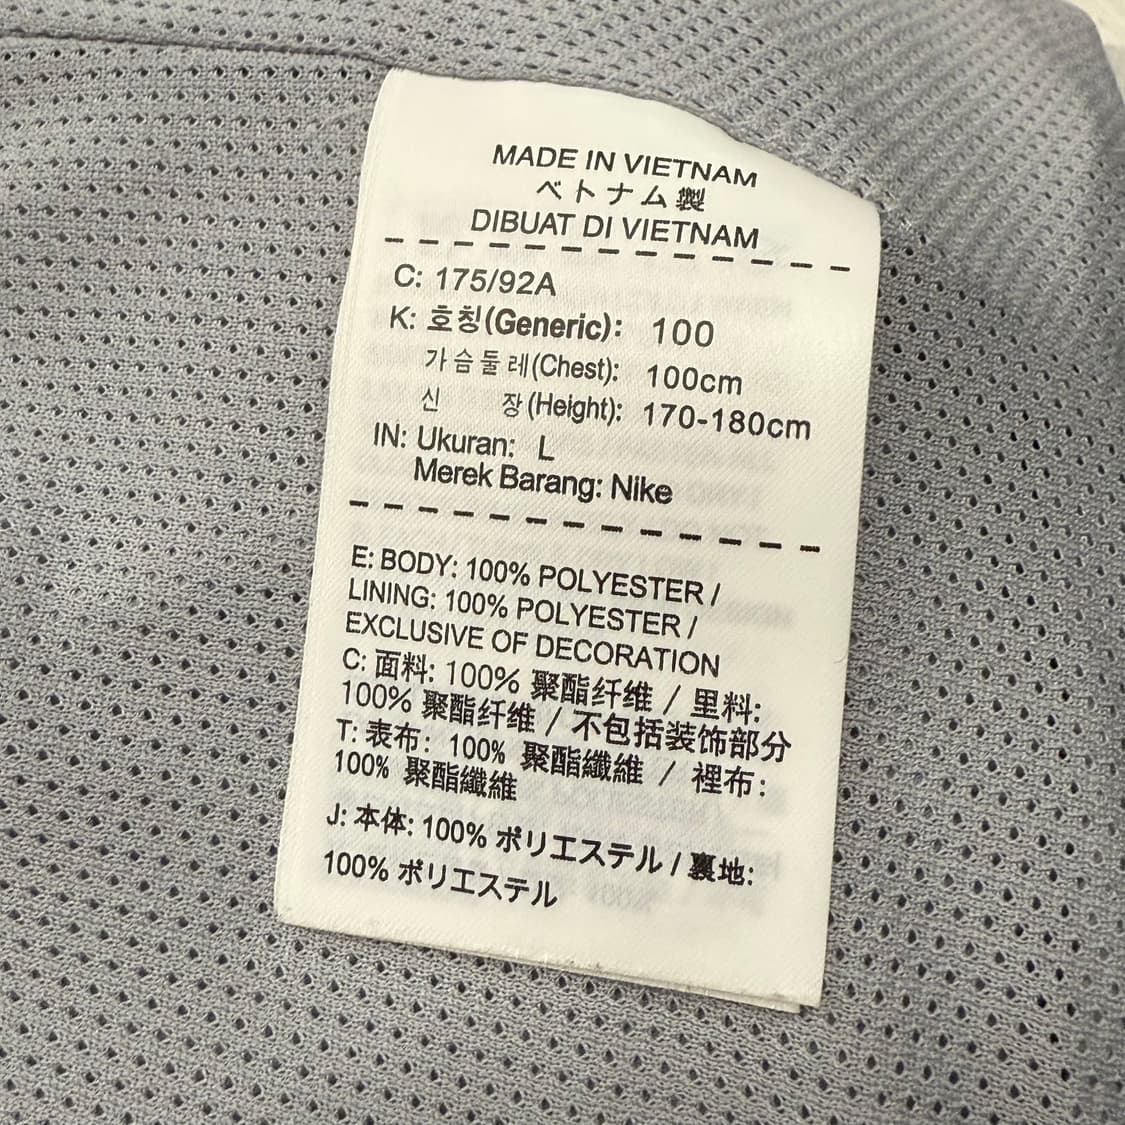 MADE IN VIETNAM
ベトナム製
DIBUAT DI VIETNAM
C: 175/92A
K: 호칭(Generic): 100
가슴둘레(Chest): 100cm
신 장(Height): 170-180cm
IN: Ukuran: L
Merek Barang: Nike
E: BODY: 100% POLYESTER /
LINING: 100% POLYESTER /
EXCLUSIVE OF DECORATION
C: 面料: 100% 聚酯纤维 / 里料:
100% 聚酯纤维 / 不包括装饰部分
T: 表布: 100% 聚酯纖維 / 裡布:
100% 聚酯纖維
J: 本体: 100% ポリエステル / 裏地:
100% ポリエステル